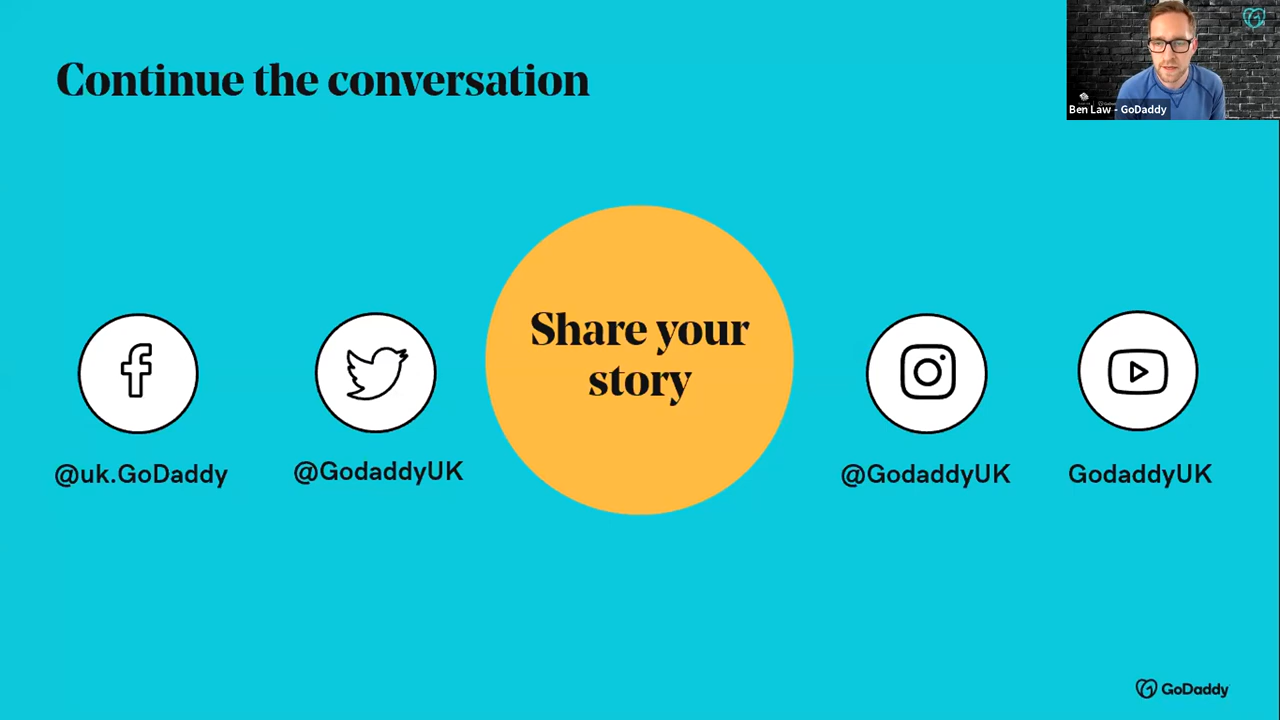 Continue the conversation
Ben Law - GoDaddy
Share your
story
@uk.GoDaddy
@GodaddyUK
@GodaddyUK
GodaddyUK
GoDaddy